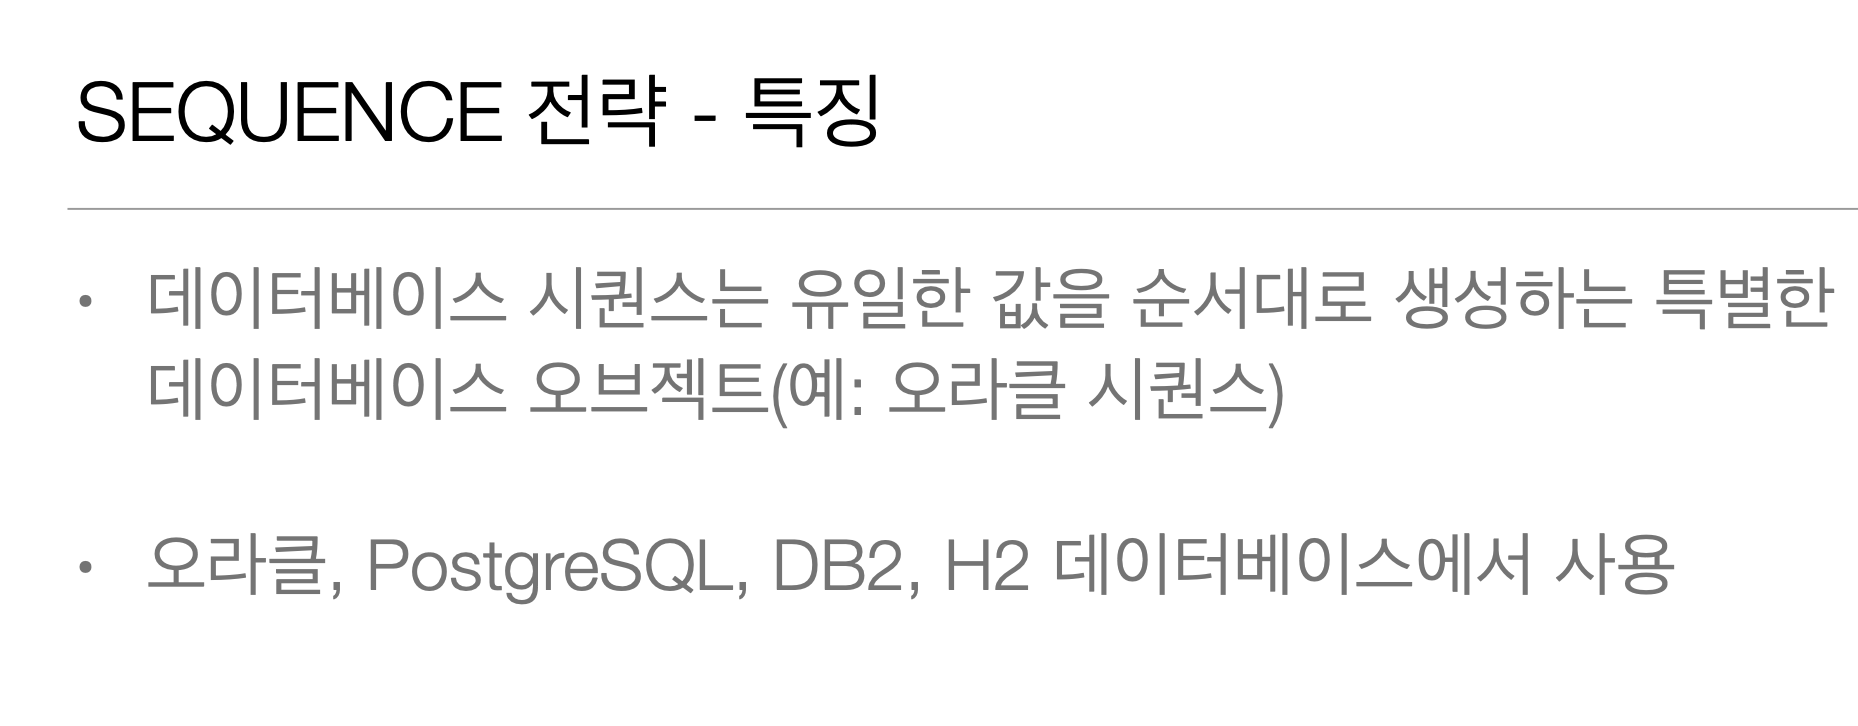 SEQUENCE 전략 - 특징
• 데이터베이스 시퀀스는 유일한 값을 순서대로 생성하는 특별한
데이터베이스 오브젝트(예: 오라클 시퀀스)
• 오라클, PostgreSQL, DB2, H2 데이터베이스에서 사용